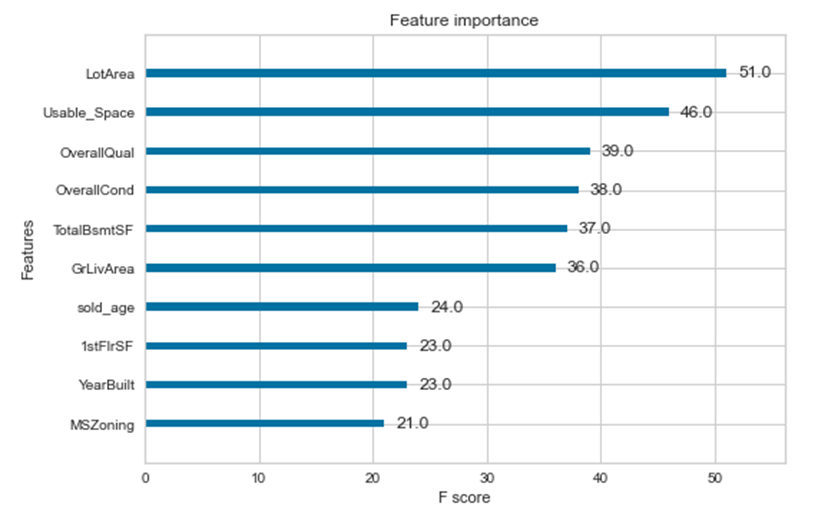 Feature importance
LotArea 51.0
Usable_Space 46.0
OverallQual 39.0
OverallCond 38.0
TotalBsmtSF 37.0
GrLivArea 36.0
sold_age 24.0
1stFlrSF 23.0
YearBuilt 23.0
MSZoning 21.0
Features
0 10 20 30 40 50
F score